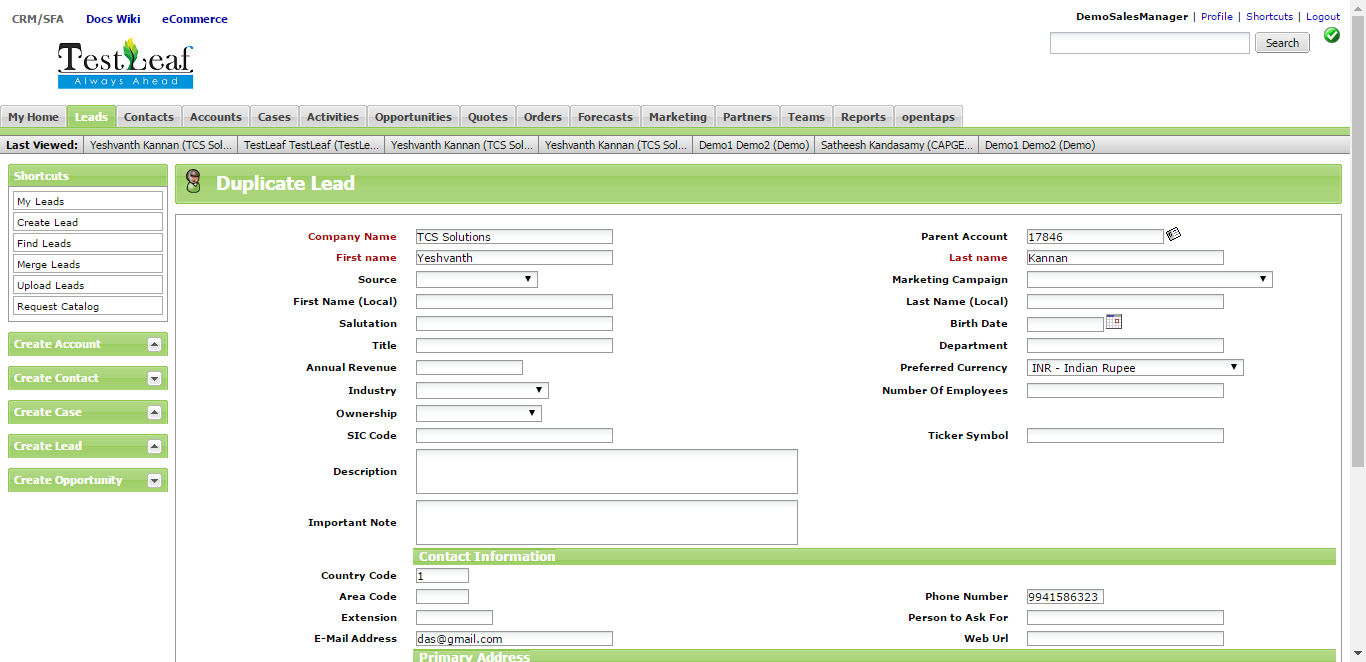 CRM/SFA Docs Wiki eCommerce
DemoSalesManager | Profile | Shortcuts | Logout
Search
TestLeaf
Always Ahead
My Home Leads Contacts Accounts Cases Activities Opportunities Quotes Orders Forecasts Marketing Partners Teams Reports opentaps
Last Viewed: Yeshvanth Kannan (TCS Sol... TestLeaf TestLeaf (TestLe... Yeshvanth Kannan (TCS Sol... Yeshvanth Kannan (TCS Sol... Demo1 Demo2 (Demo) Satheesh Kandasamy (CAPGE... Demo1 Demo2 (Demo)
Shortcuts
My Leads
Create Lead
Find Leads
Merge Leads
Upload Leads
Request Catalog
Create Account
Create Contact
Create Case
Create Lead
Create Opportunity
Duplicate Lead
Company Name TCS Solutions Parent Account 17846
First name Yeshvanth Last name Kannan
Source Marketing Campaign
First Name (Local) Last Name (Local)
Salutation Birth Date
Title Department
Annual Revenue Preferred Currency INR - Indian Rupee
Industry Number Of Employees
Ownership
SIC Code Ticker Symbol
Description
Important Note
Contact Information
Country Code 1
Area Code Phone Number 9941586323
Extension Person to Ask For
E-Mail Address das@gmail.com Web Url
Primary Address